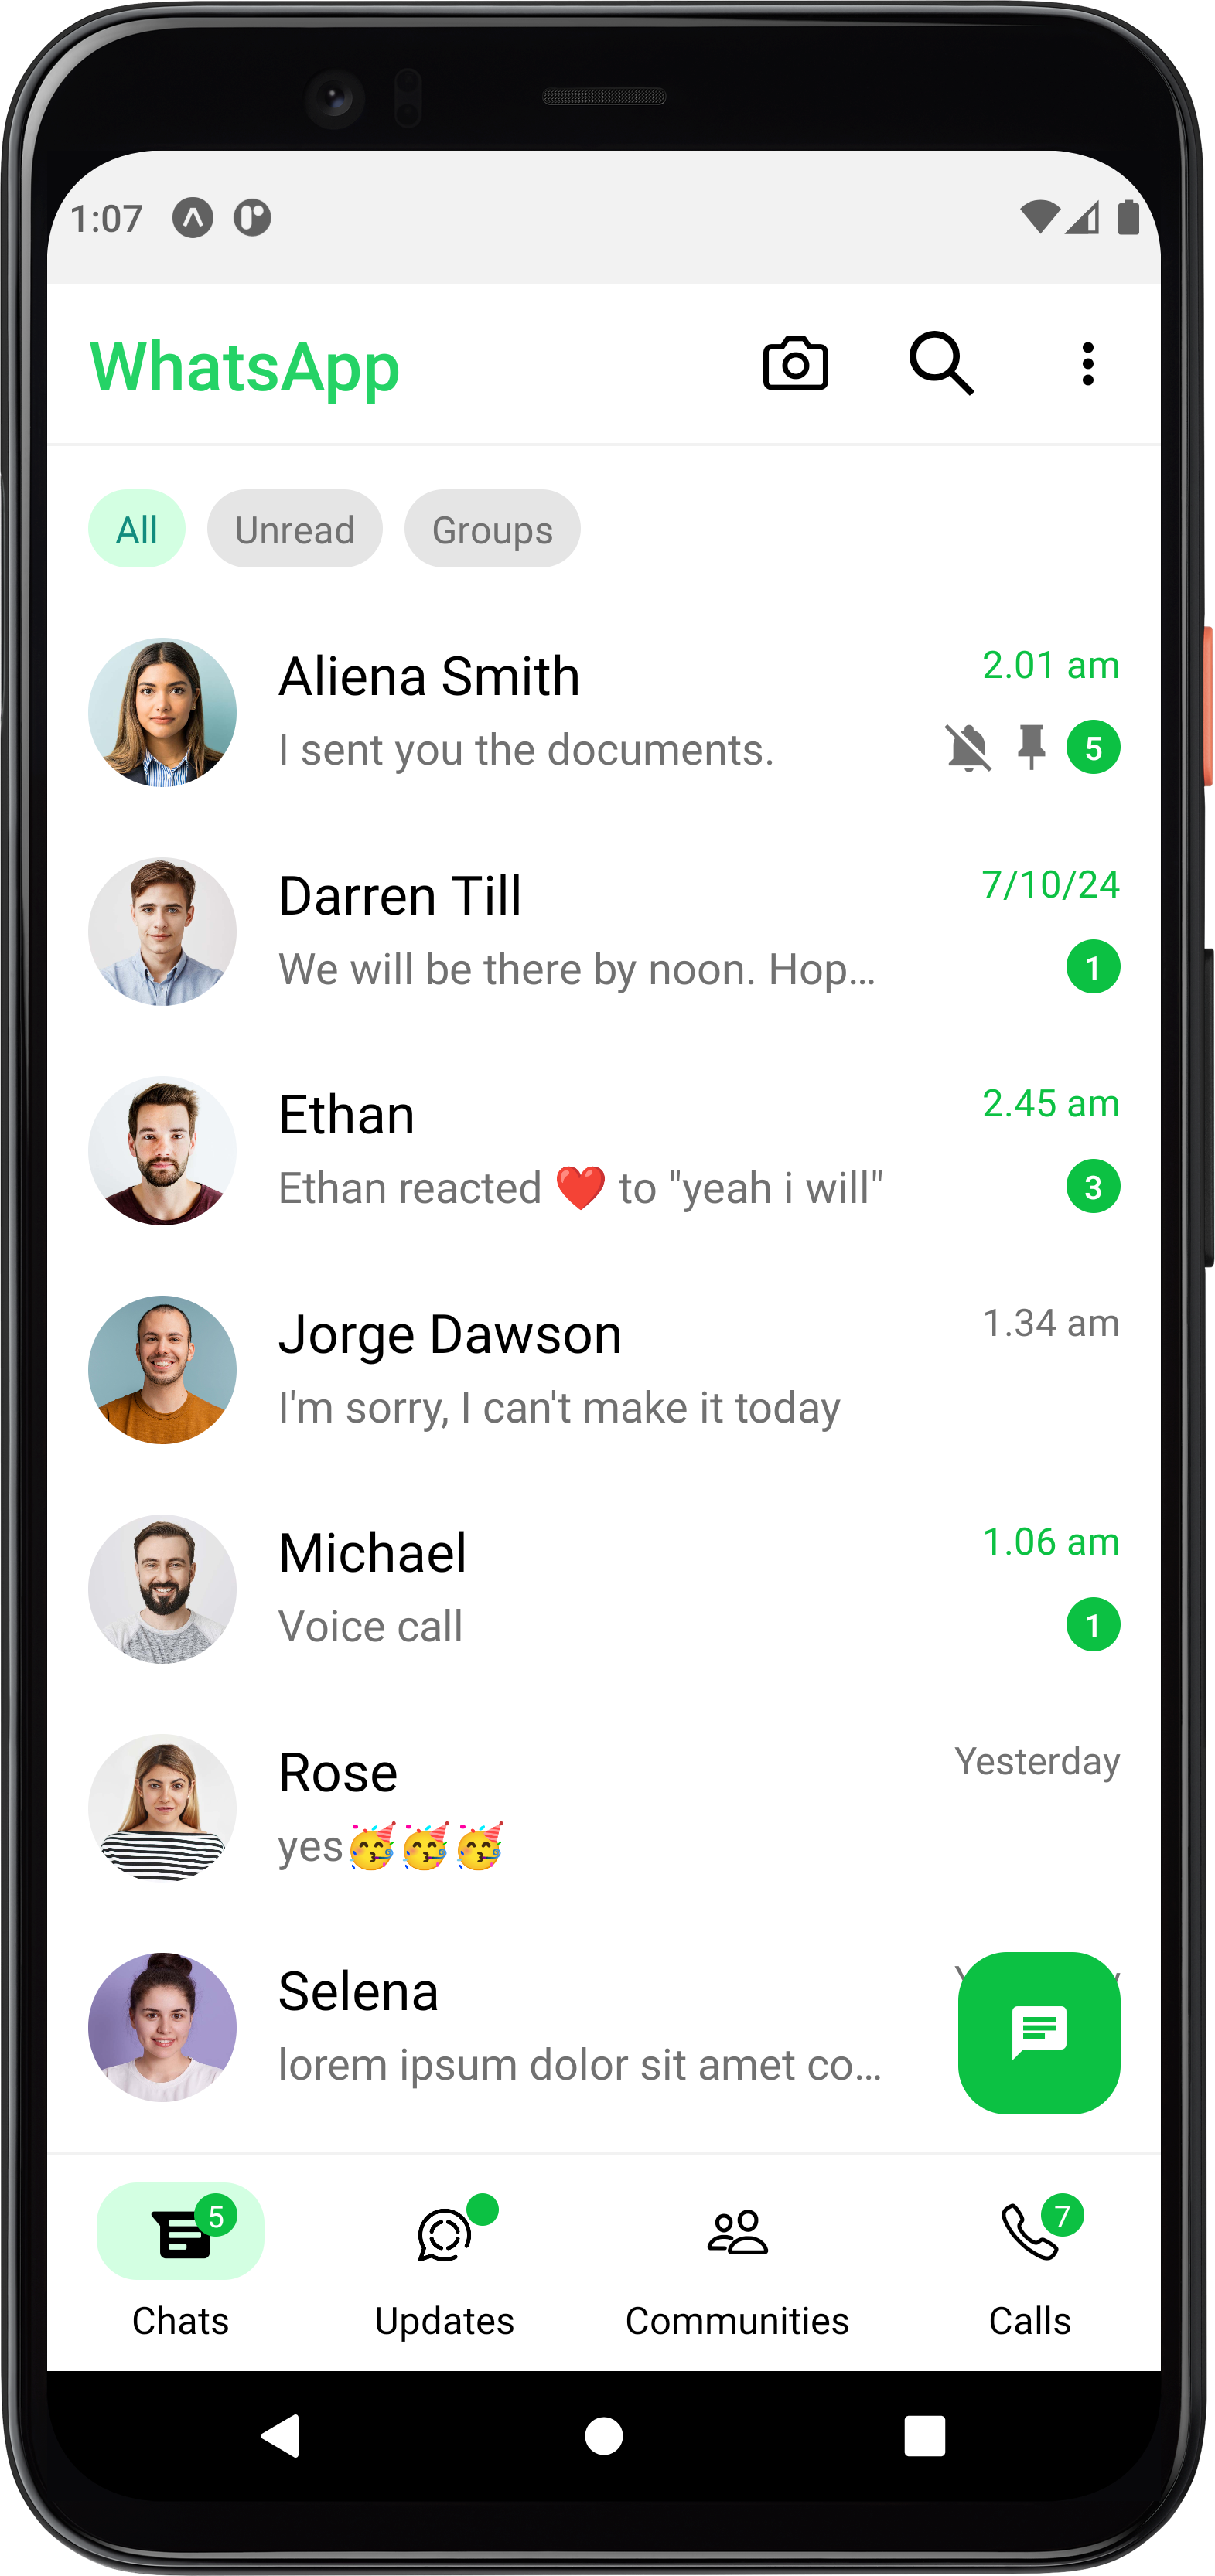 1:07
WhatsApp
All Unread Groups
Aliena Smith 2.01 am
I sent you the documents. 5
Darren Till 7/10/24
We will be there by noon. Hop... 1
Ethan 2.45 am
Ethan reacted ❤️ to "yeah i will" 3
Jorge Dawson 1.34 am
I'm sorry, I can't make it today
Michael 1.06 am
Voice call 1
Rose Yesterday
yes🥳🥳🥳
Selena
lorem ipsum dolor sit amet co...
5 7
Chats Updates Communities Calls